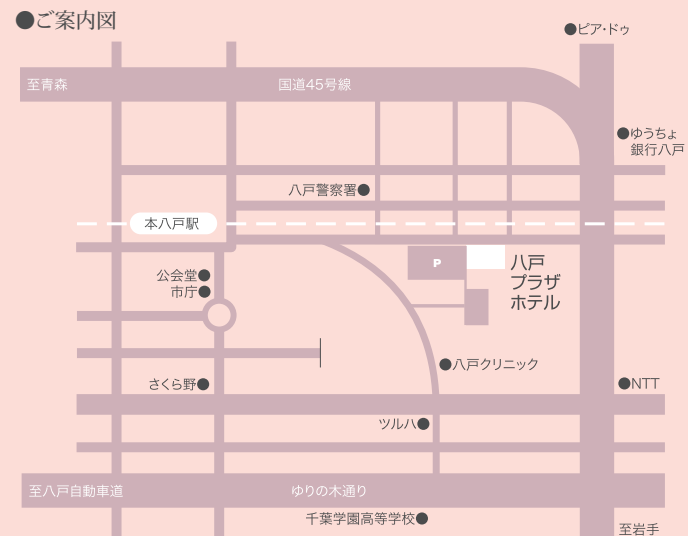 ●ご案内図
●ピア・ドゥ
至青森
国道45号線
●ゆうちょ
銀行八戸
八戸警察署●
本八戸駅
P
八戸
プラザ
ホテル
公会堂●
市庁●
●八戸クリニック
さくら野●
●NTT
ツルハ●
至八戸自動車道
ゆりの木通り
千葉学園高等学校●
至岩手